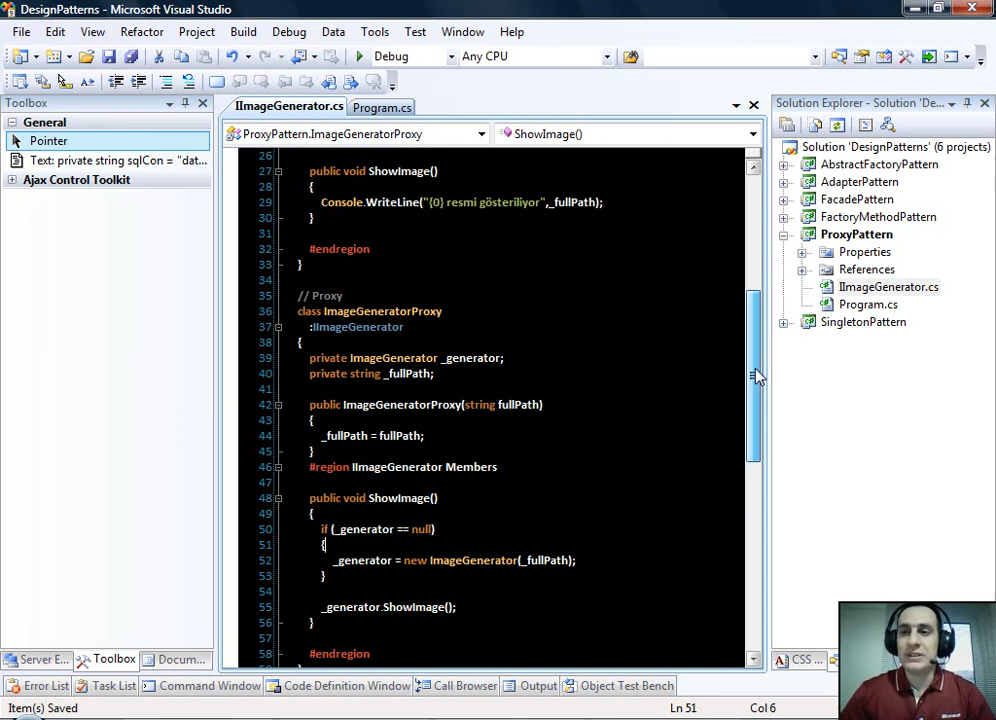 DesignPatterns - Microsoft Visual Studio
File Edit View Refactor Project Build Debug Data Tools Test Window Help
Debug Any CPU
Toolbox
General
Pointer
Text: private string sqlCon = "dat...
Ajax Control Toolkit
IImageGenerator.cs Program.cs
ProxyPattern.ImageGeneratorProxy ShowImage()
26
27 public void ShowImage()
28 {
29 Console.WriteLine("{0} resmi gösteriliyor",_fullPath);
30 }
31
32 #endregion
33 }
34
35 // Proxy
36 class ImageGeneratorProxy
37 :IImageGenerator
38 {
39 private ImageGenerator _generator;
40 private string _fullPath;
41
42 public ImageGeneratorProxy(string fullPath)
43 {
44 _fullPath = fullPath;
45 }
46 #region IImageGenerator Members
47
48 public void ShowImage()
49 {
50 if (_generator == null)
51 {
52 _generator = new ImageGenerator(_fullPath);
53 }
54
55 _generator.ShowImage();
56 }
57
58 #endregion
Solution Explorer - Solution 'De...
Solution 'DesignPatterns' (6 projects)
AbstractFactoryPattern
AdapterPattern
FacadePattern
FactoryMethodPattern
ProxyPattern
Properties
References
IImageGenerator.cs
Program.cs
SingletonPattern
Server E... Toolbox Docum...
CSS ...
Error List Task List Command Window Code Definition Window Call Browser Output Object Test Bench
Item(s) Saved Ln 51 Col 6